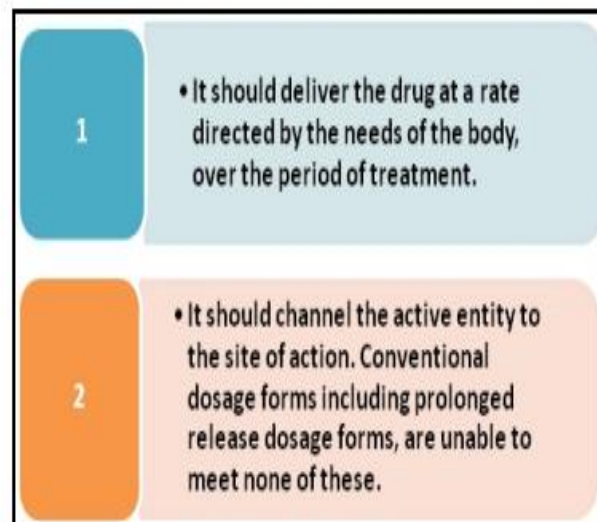 1
• It should deliver the drug at a rate
directed by the needs of the body,
over the period of treatment.
2
• It should channel the active entity to
the site of action. Conventional
dosage forms including prolonged
release dosage forms, are unable to
meet none of these.